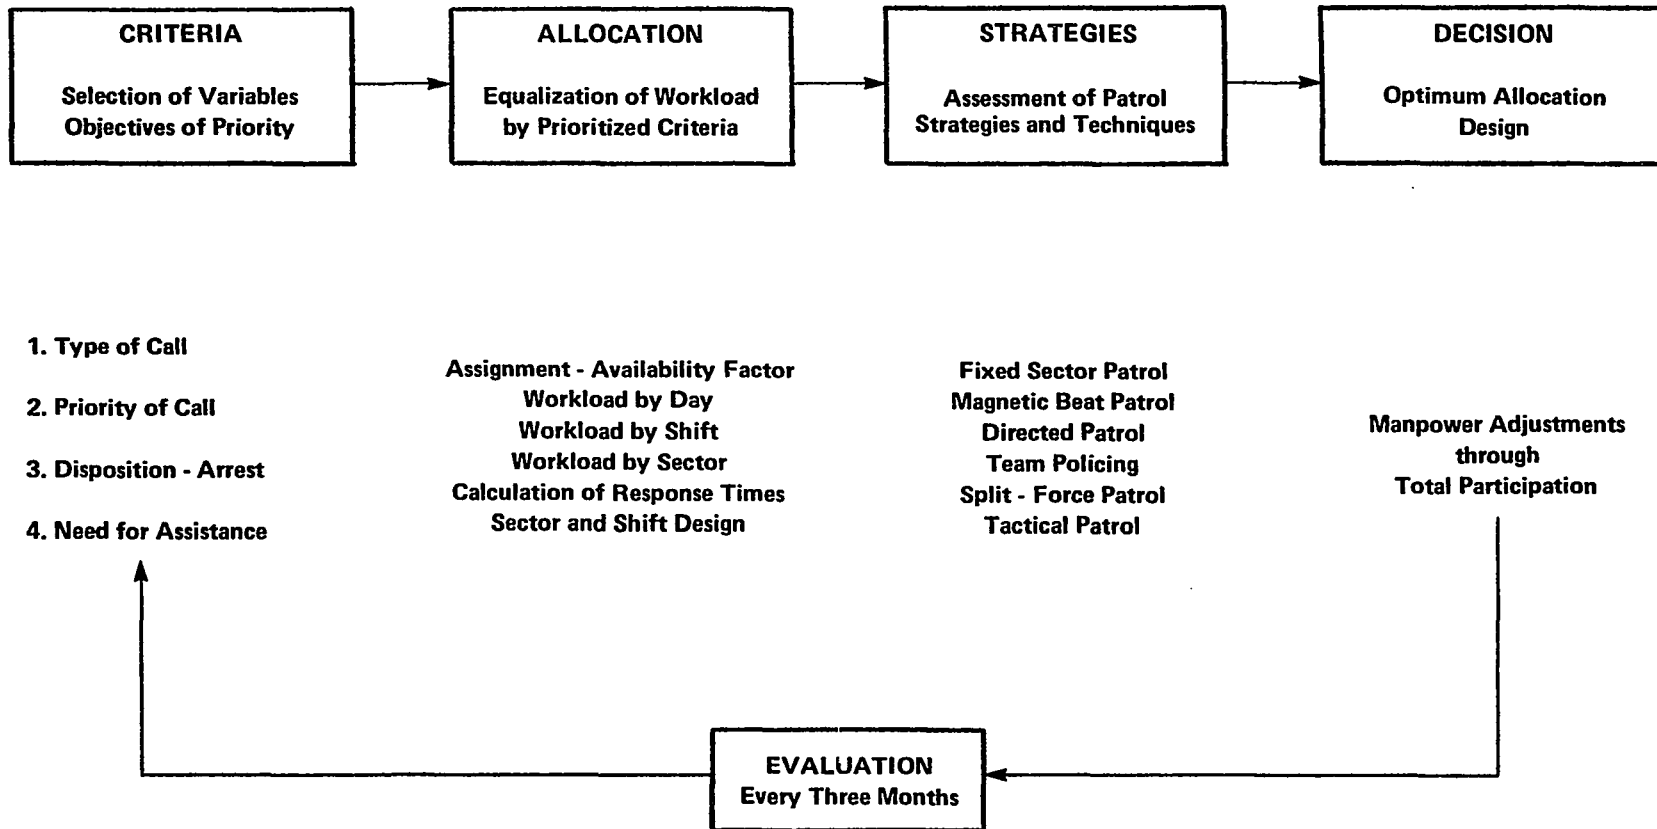 CRITERIA
Selection of Variables
Objectives of Priority
ALLOCATION
Equalization of Workload
by Prioritized Criteria
STRATEGIES
Assessment of Patrol
Strategies and Techniques
DECISION
Optimum Allocation
Design
1. Type of Call
2. Priority of Call
3. Disposition - Arrest
4. Need for Assistance
Assignment - Availability Factor
Workload by Day
Workload by Shift
Workload by Sector
Calculation of Response Times
Sector and Shift Design
Fixed Sector Patrol
Magnetic Beat Patrol
Directed Patrol
Team Policing
Split - Force Patrol
Tactical Patrol
Manpower Adjustments
through
Total Participation
EVALUATION
Every Three Months